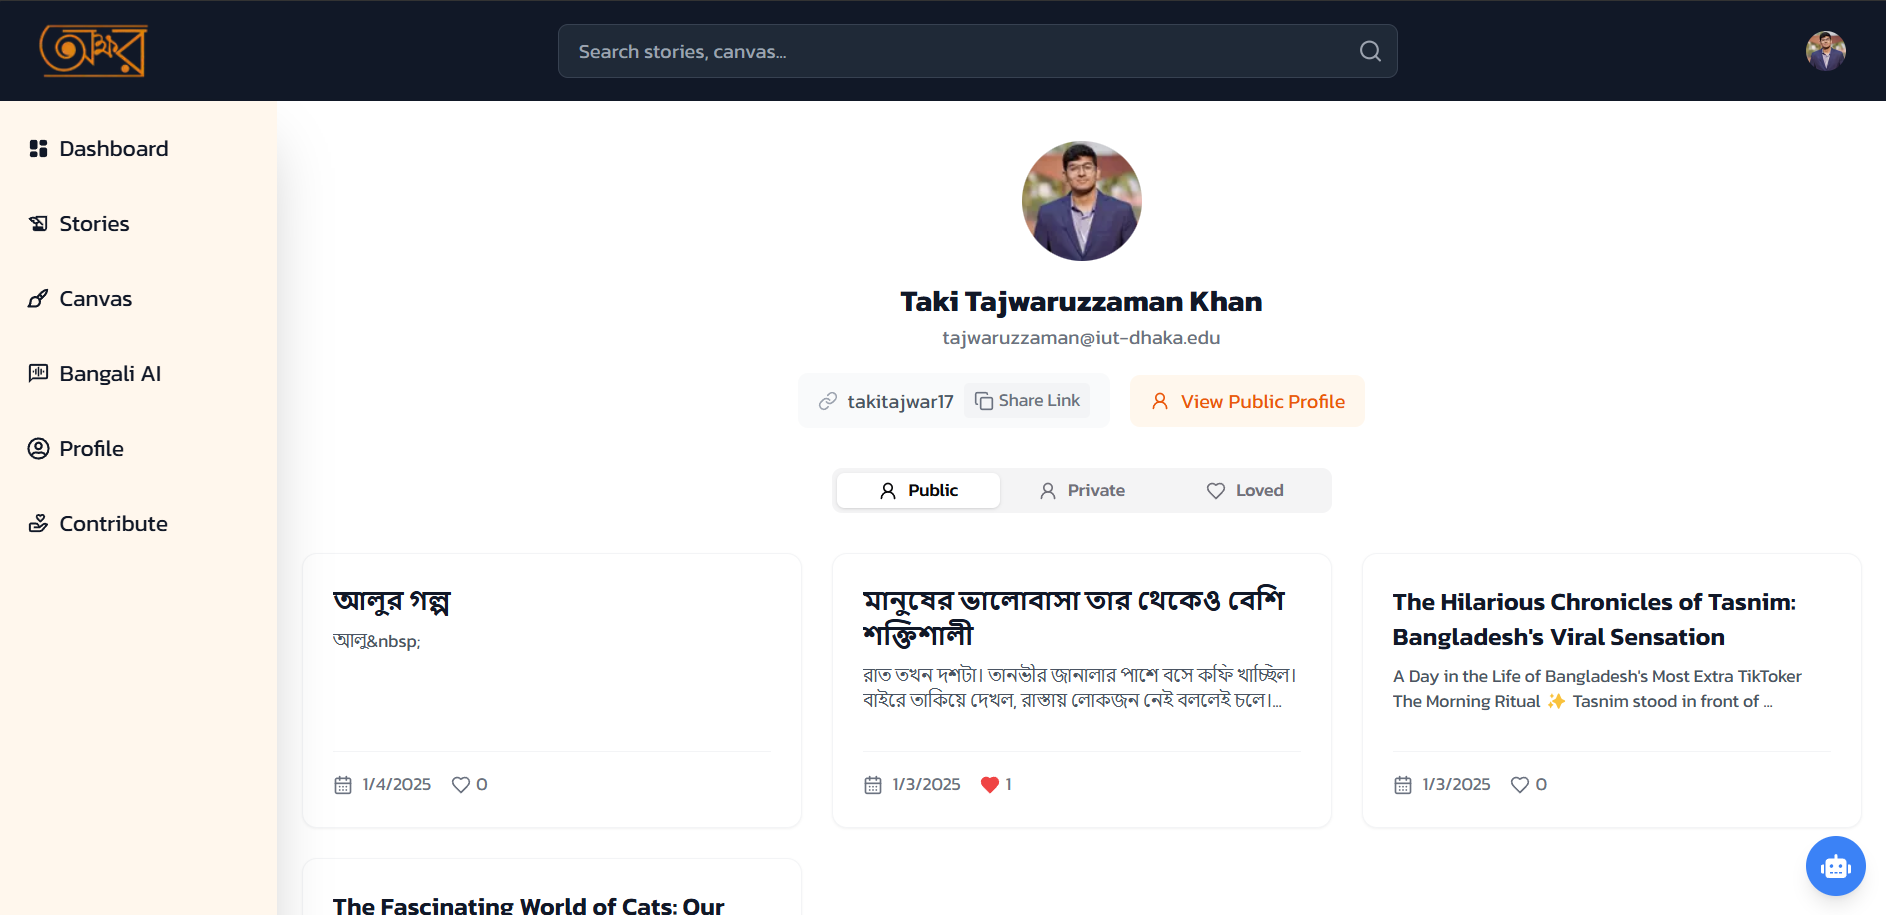 অক্ষর
Search stories, canvas...
Dashboard
Stories
Canvas
Bangali AI
Profile
Contribute
Taki Tajwaruzzaman Khan
tajwaruzzaman@iut-dhaka.edu
takitajwar17 Share Link
View Public Profile
Public Private Loved
আলুর গল্প
আলু&nbsp;
1/4/2025 0
মানুষের ভালোবাসা তার থেকেও বেশি
শক্তিশালী
রাত তখন দশটা। তানভীর জানালার পাশে বসে কফি খাচ্ছিল।
বাইরে তাকিয়ে দেখল, রাস্তায় লোকজন নেই বললেই চলে।...
1/3/2025 1
The Hilarious Chronicles of Tasnim:
Bangladesh's Viral Sensation
A Day in the Life of Bangladesh's Most Extra TikToker
The Morning Ritual ✨ Tasnim stood in front of ...
1/3/2025 0
The Fascinating World of Cats: Our